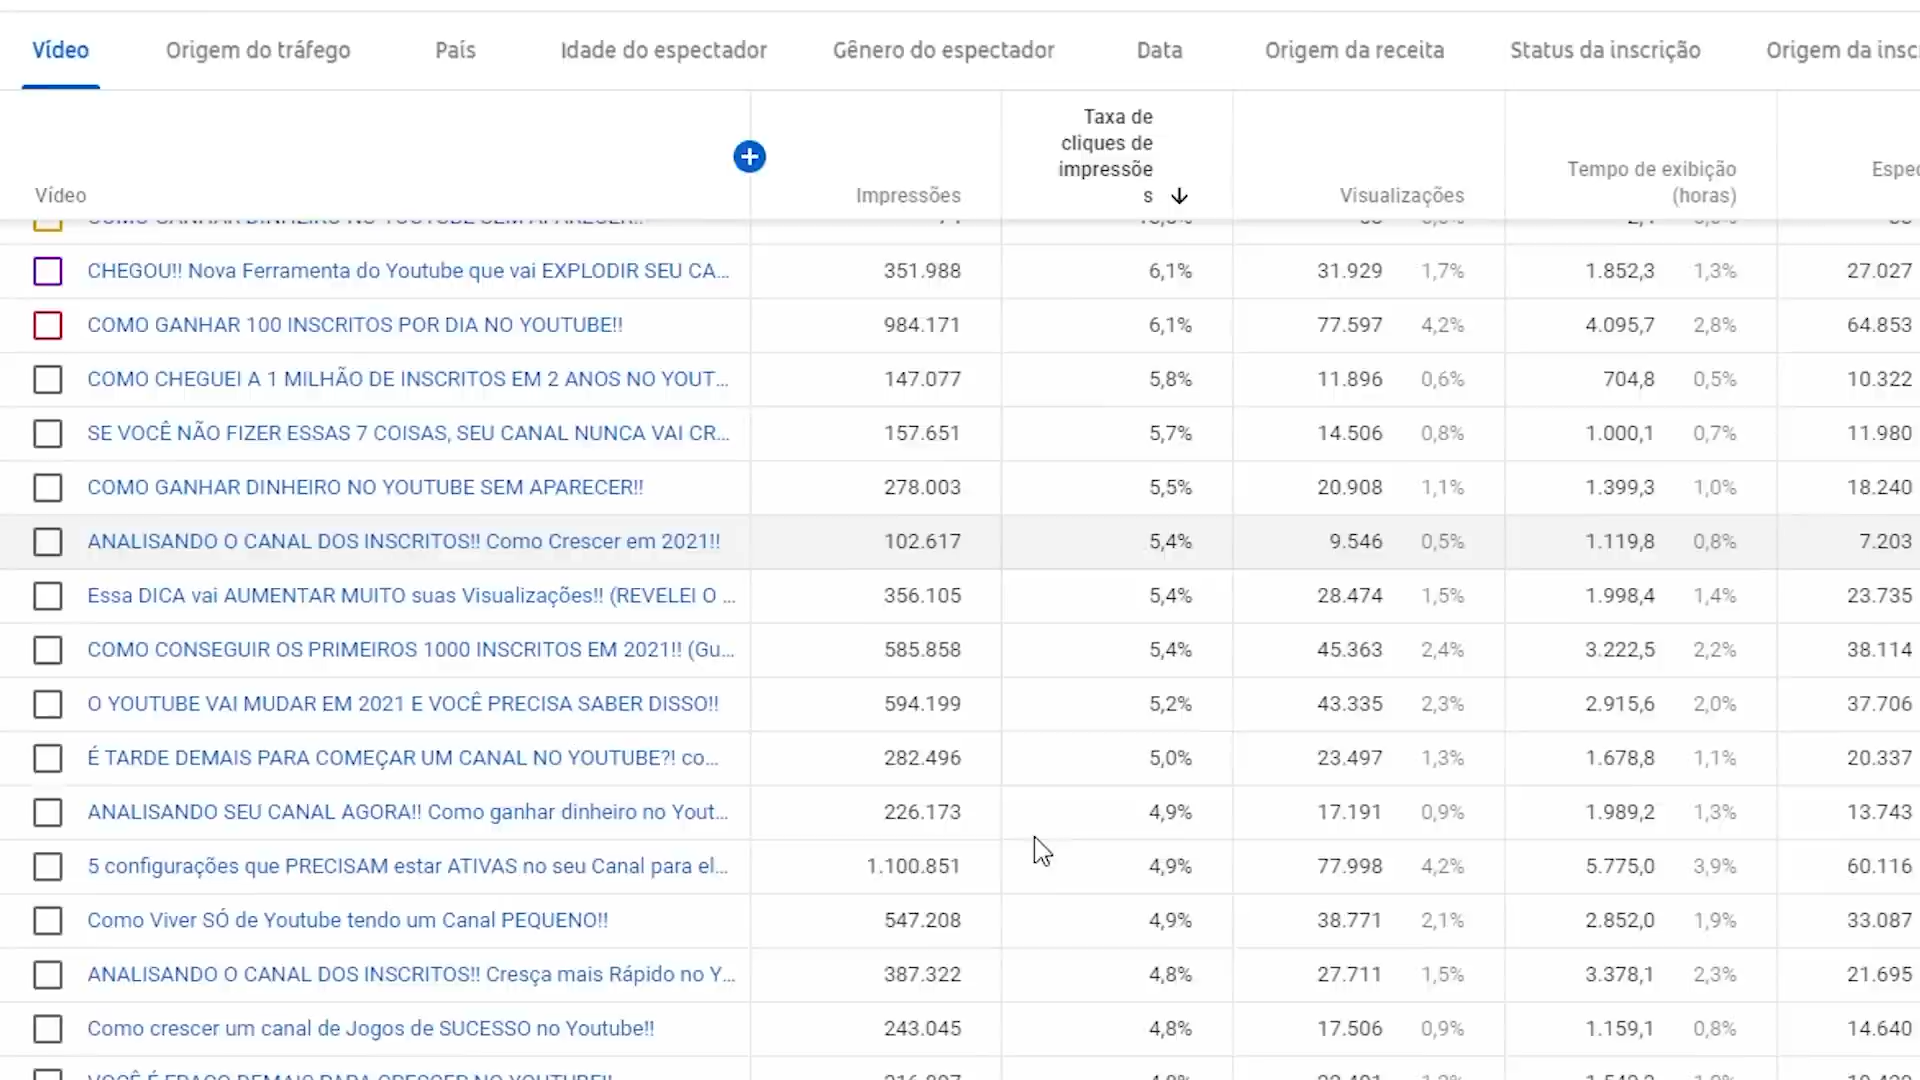 Vídeo Origem do tráfego País Idade do espectador Gênero do espectador Data Origem da receita Status da inscrição Origem da inscr
Taxa de
cliques de
impressõe
s
Tempo de exibição
(horas)
Vídeo Impressões Visualizações Espec
COMO GANHAR DINHEIRO NO YOUTUBE SEM APARECER!!
CHEGOU!! Nova Ferramenta do Youtube que vai EXPLODIR SEU CA... 351.988 6,1% 31.929 1,7% 1.852,3 1,3% 27.027
COMO GANHAR 100 INSCRITOS POR DIA NO YOUTUBE!! 984.171 6,1% 77.597 4,2% 4.095,7 2,8% 64.853
COMO CHEGUEI A 1 MILHÃO DE INSCRITOS EM 2 ANOS NO YOUT... 147.077 5,8% 11.896 0,6% 704,8 0,5% 10.322
SE VOCÊ NÃO FIZER ESSAS 7 COISAS, SEU CANAL NUNCA VAI CR... 157.651 5,7% 14.506 0,8% 1.000,1 0,7% 11.980
COMO GANHAR DINHEIRO NO YOUTUBE SEM APARECER!! 278.003 5,5% 20.908 1,1% 1.399,3 1,0% 18.240
ANALISANDO O CANAL DOS INSCRITOS!! Como Crescer em 2021!! 102.617 5,4% 9.546 0,5% 1.119,8 0,8% 7.203
Essa DICA vai AUMENTAR MUITO suas Visualizações!! (REVELEI O ... 356.105 5,4% 28.474 1,5% 1.998,4 1,4% 23.735
COMO CONSEGUIR OS PRIMEIROS 1000 INSCRITOS EM 2021!! (Gu... 585.858 5,4% 45.363 2,4% 3.222,5 2,2% 38.114
O YOUTUBE VAI MUDAR EM 2021 E VOCÊ PRECISA SABER DISSO!! 594.199 5,2% 43.335 2,3% 2.915,6 2,0% 37.706
É TARDE DEMAIS PARA COMEÇAR UM CANAL NO YOUTUBE?! co... 282.496 5,0% 23.497 1,3% 1.678,8 1,1% 20.337
ANALISANDO SEU CANAL AGORA!! Como ganhar dinheiro no Yout... 226.173 4,9% 17.191 0,9% 1.989,2 1,3% 13.743
5 configurações que PRECISAM estar ATIVAS no seu Canal para el... 1.100.851 4,9% 77.998 4,2% 5.775,0 3,9% 60.116
Como Viver SÓ de Youtube tendo um Canal PEQUENO!! 547.208 4,9% 38.771 2,1% 2.852,0 1,9% 33.087
ANALISANDO O CANAL DOS INSCRITOS!! Cresça mais Rápido no Y... 387.322 4,8% 27.711 1,5% 3.378,1 2,3% 21.695
Como crescer um canal de Jogos de SUCESSO no Youtube!! 243.045 4,8% 17.506 0,9% 1.159,1 0,8% 14.640
VOCÊ É FRACO DEMAIS PARA CRESCER NO YOUTUBE!!